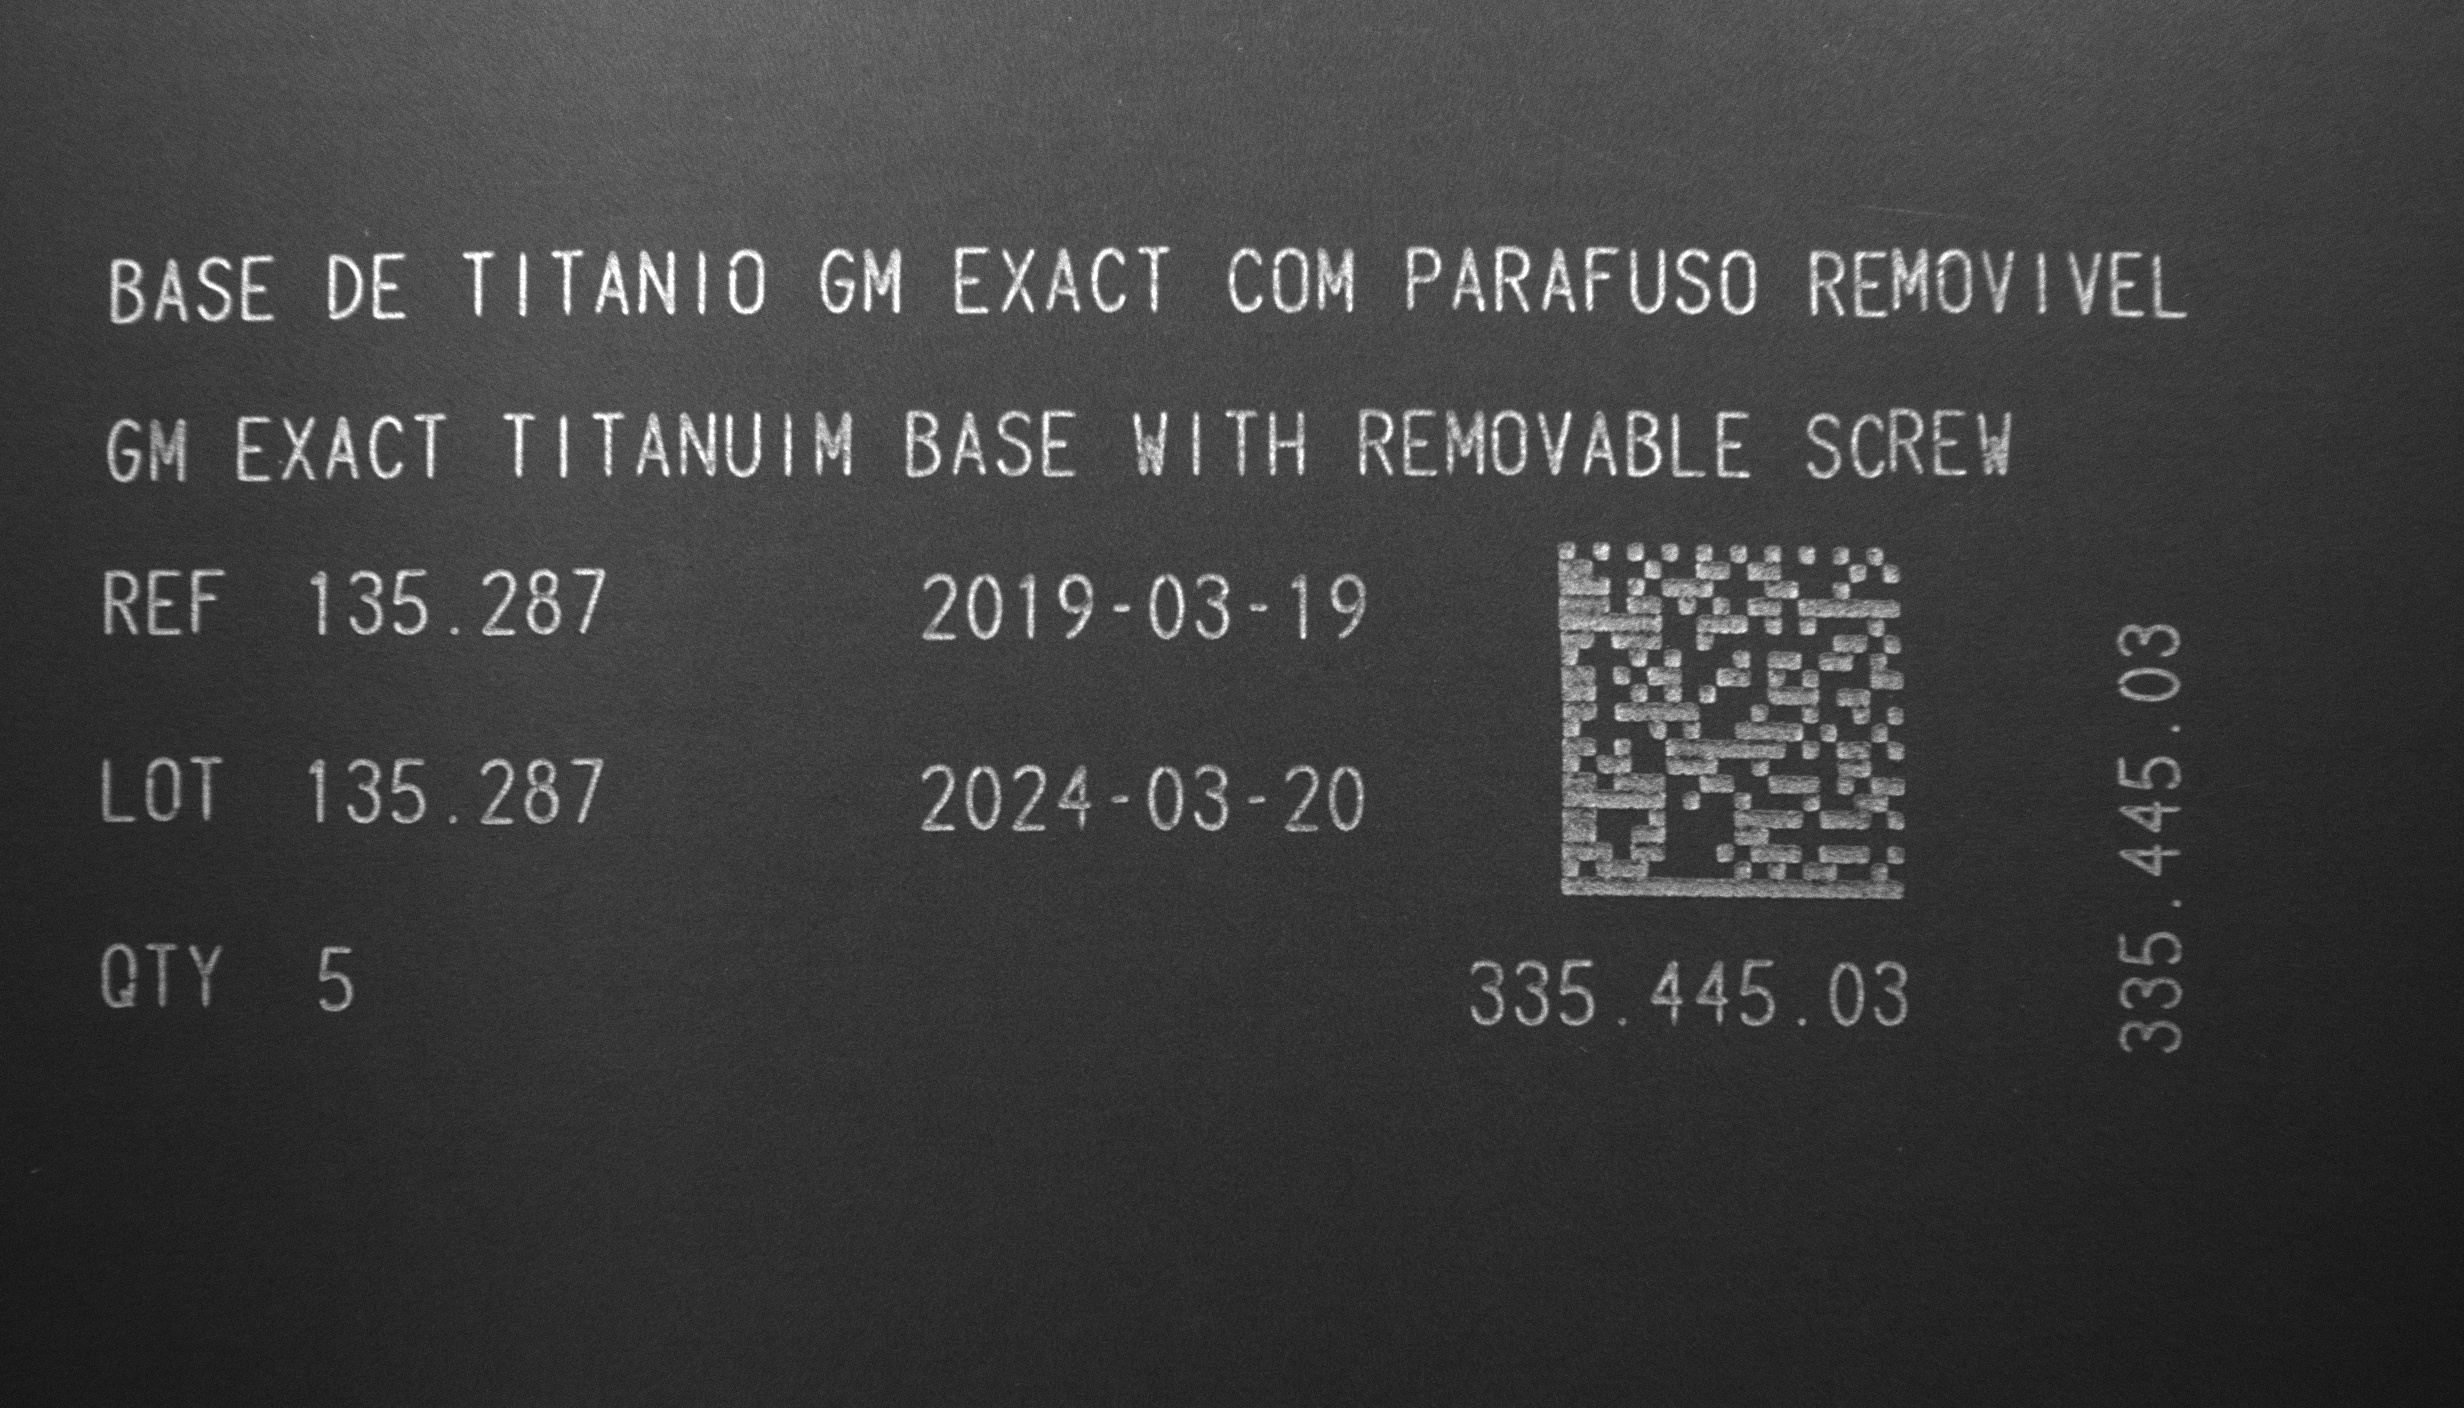 BASE DE TITANIO GM EXACT COM PARAFUSO REMOVIVEL
GM EXACT TITANUIM BASE WITH REMOVABLE SCREW
REF 135.287 2019-03-19
LOT 135.287 2024-03-20
QTY 5
335.445.03
335.445.03